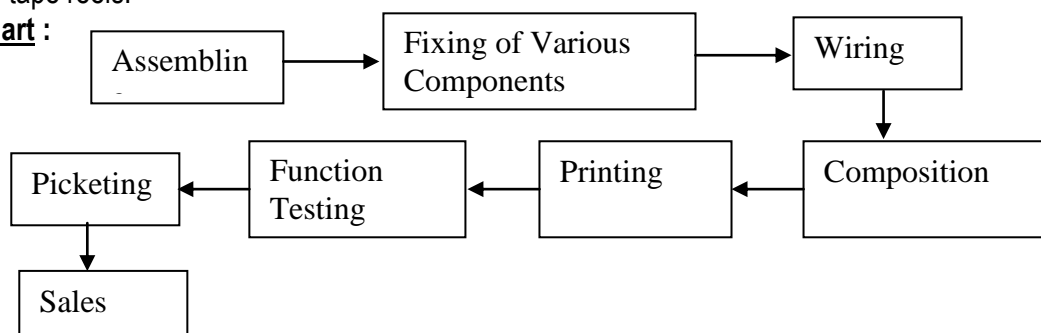 tape reels.
art :
Assemblin
Fixing of Various
Components
Wiring
Composition
Printing
Function
Testing
Picketing
Sales